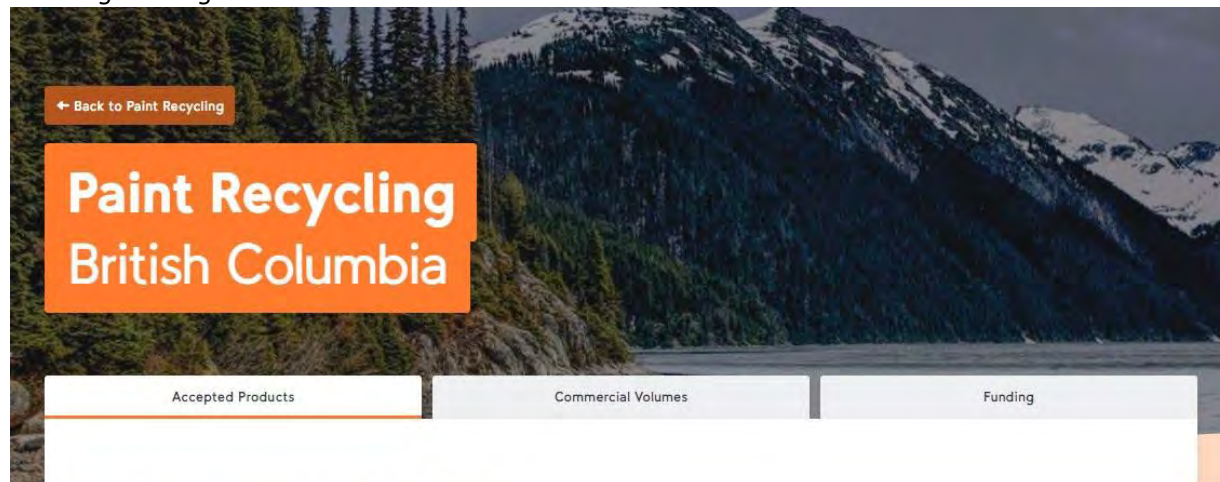 ← Back to Paint Recycling
Paint Recycling
British Columbia
Accepted Products
Commercial Volumes
Funding